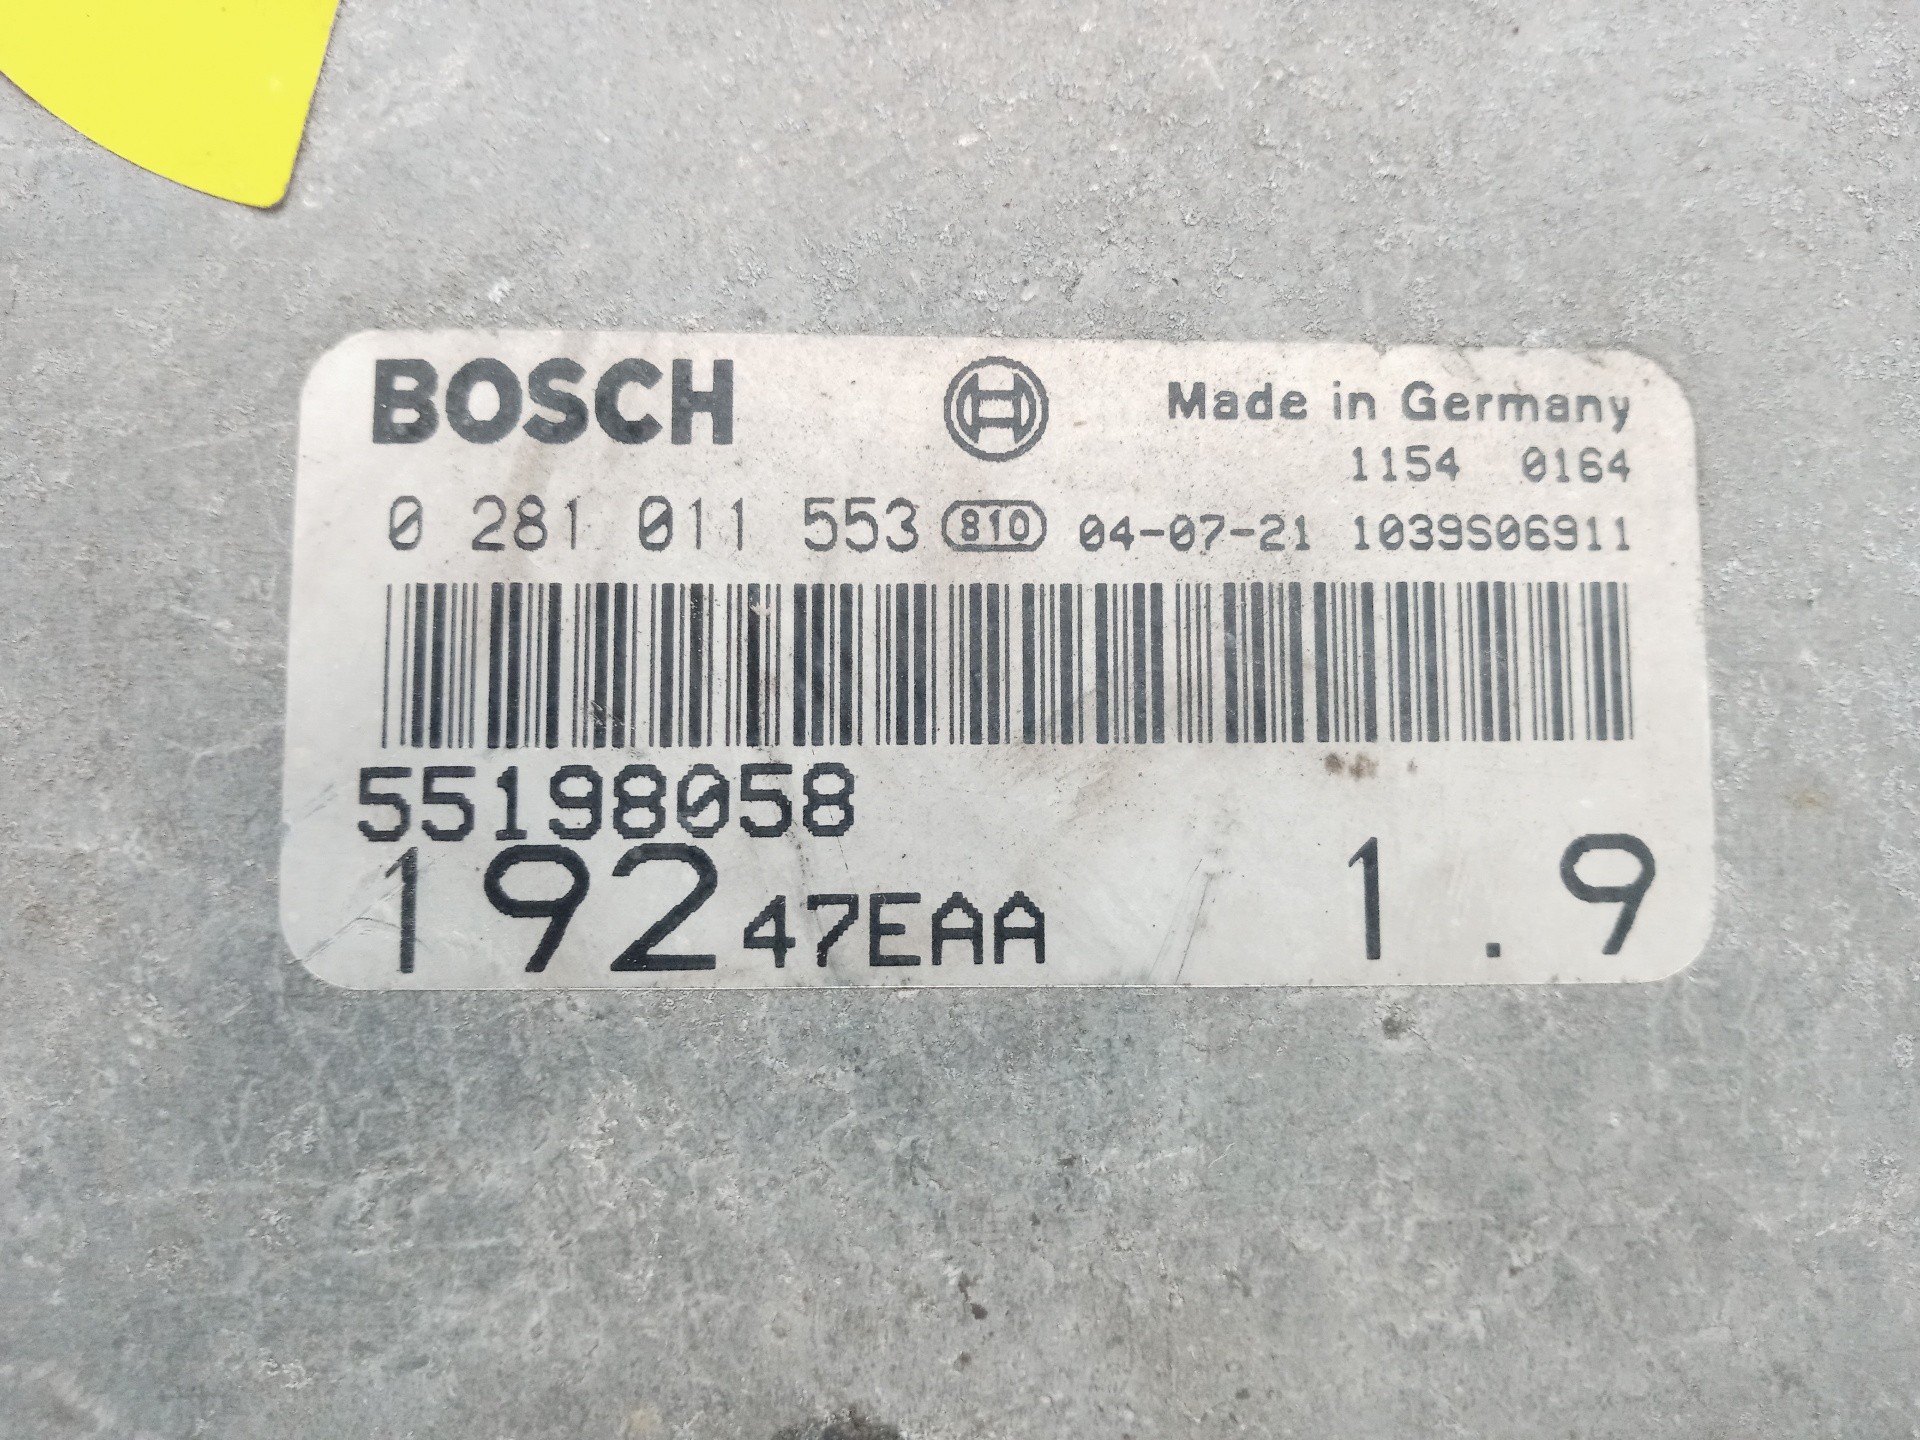 BOSCH Made in Germany
1154 0164
0 281 011 553 810 04-07-21 1039S06911
55198058
192 47EAA 1.9